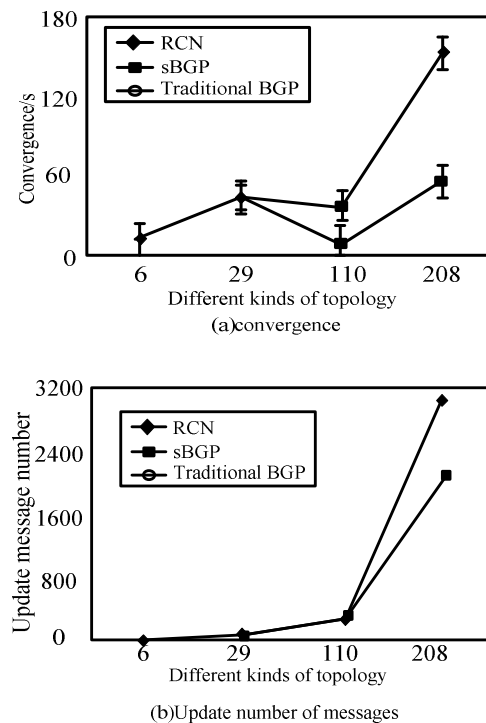 180
120
60
0
Convergence/s
RCN
sBGP
Traditional BGP
6 29 110 208
Different kinds of topology
(a)convergence
3200
2400
1600
800
0
Update message number
RCN
sBGP
Traditional BGP
6 29 110 208
Different kinds of topology
(b)Update number of messages